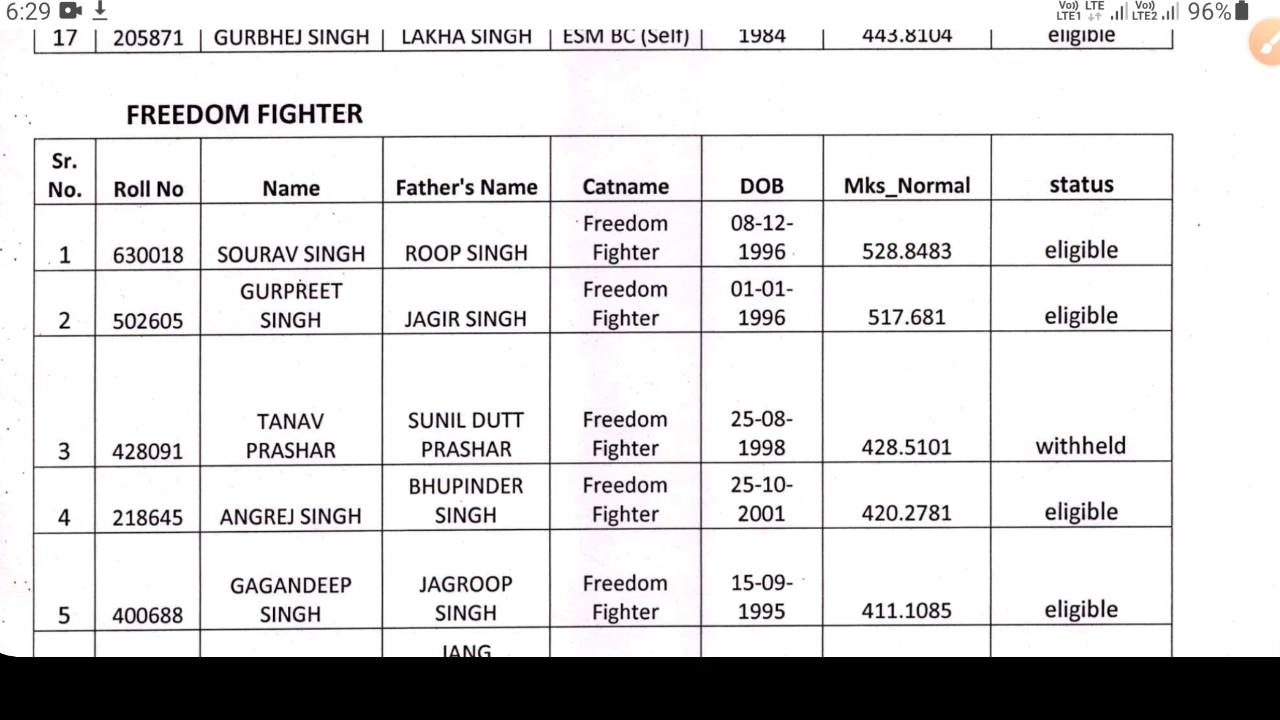 6:29 Vo)) LTE Vo)) 96%
LTE1 LTE2
17 205871 GURBHEJ SINGH LAKHA SINGH ESM BC (Self) 1984 443.8104 eligible
FREEDOM FIGHTER
Sr.
No. Roll No Name Father's Name Catname DOB Mks_Normal status
Freedom 08-12-
1 630018 SOURAV SINGH ROOP SINGH Fighter 1996 528.8483 eligible
GURPREET Freedom 01-01-
2 502605 SINGH JAGIR SINGH Fighter 1996 517.681 eligible
TANAV SUNIL DUTT Freedom 25-08-
3 428091 PRASHAR PRASHAR Fighter 1998 428.5101 withheld
BHUPINDER Freedom 25-10-
4 218645 ANGREJ SINGH SINGH Fighter 2001 420.2781 eligible
GAGANDEEP JAGROOP Freedom 15-09-
5 400688 SINGH SINGH Fighter 1995 411.1085 eligible
JANG